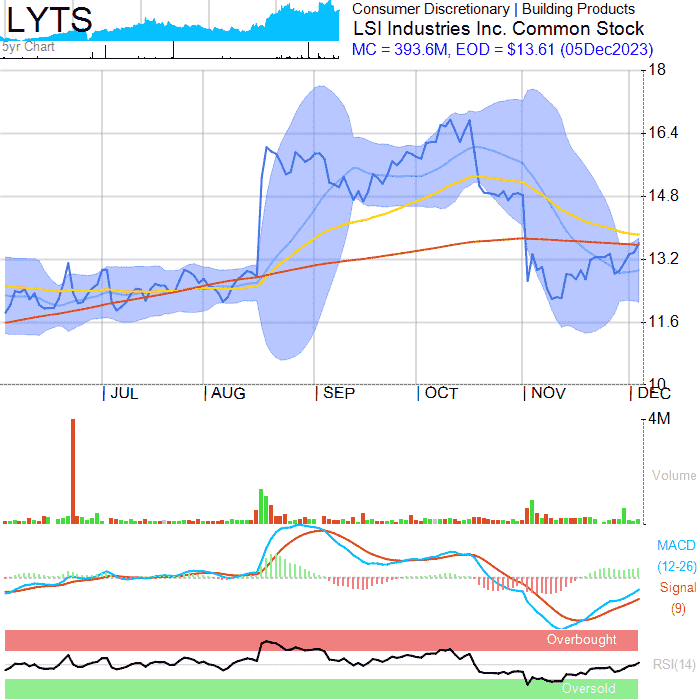 LYTS
5yr Chart
Consumer Discretionary | Building Products
LSI Industries Inc. Common Stock
MC = 393.6M, EOD = $13.61 (05Dec2023)
18
16.4
14.8
13.2
11.6
10
JUL AUG SEP OCT NOV DEC
4M
Volume
MACD
(12-26)
Signal
(9)
Overbought
RSI(14)
Oversold